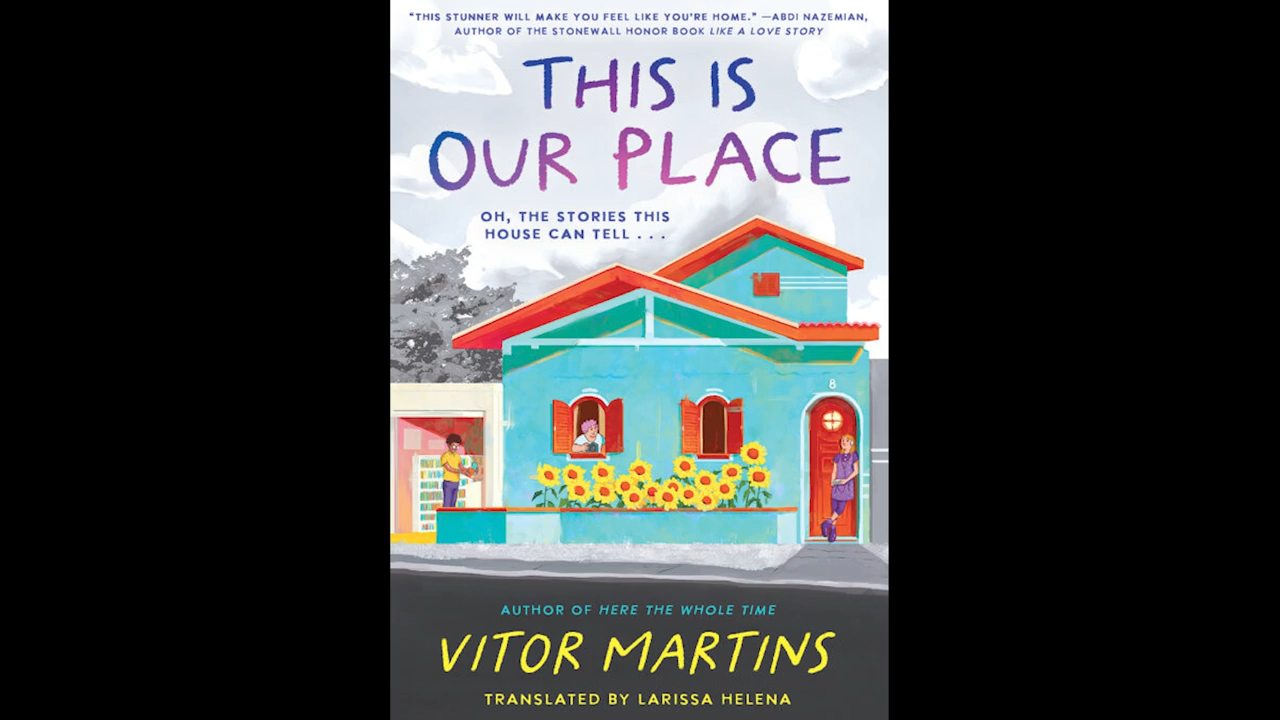 “THIS STUNNER WILL MAKE YOU FEEL LIKE YOU’RE HOME.” —ABDI NAZEMIAN,
AUTHOR OF THE STONEWALL HONOR BOOK LIKE A LOVE STORY
THIS IS
OUR PLACE
OH, THE STORIES THIS
HOUSE CAN TELL . . .
8
AUTHOR OF HERE THE WHOLE TIME
VITOR MARTINS
TRANSLATED BY LARISSA HELENA